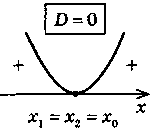 D = 0
+ +
x
x₁ = x₂ = x₀